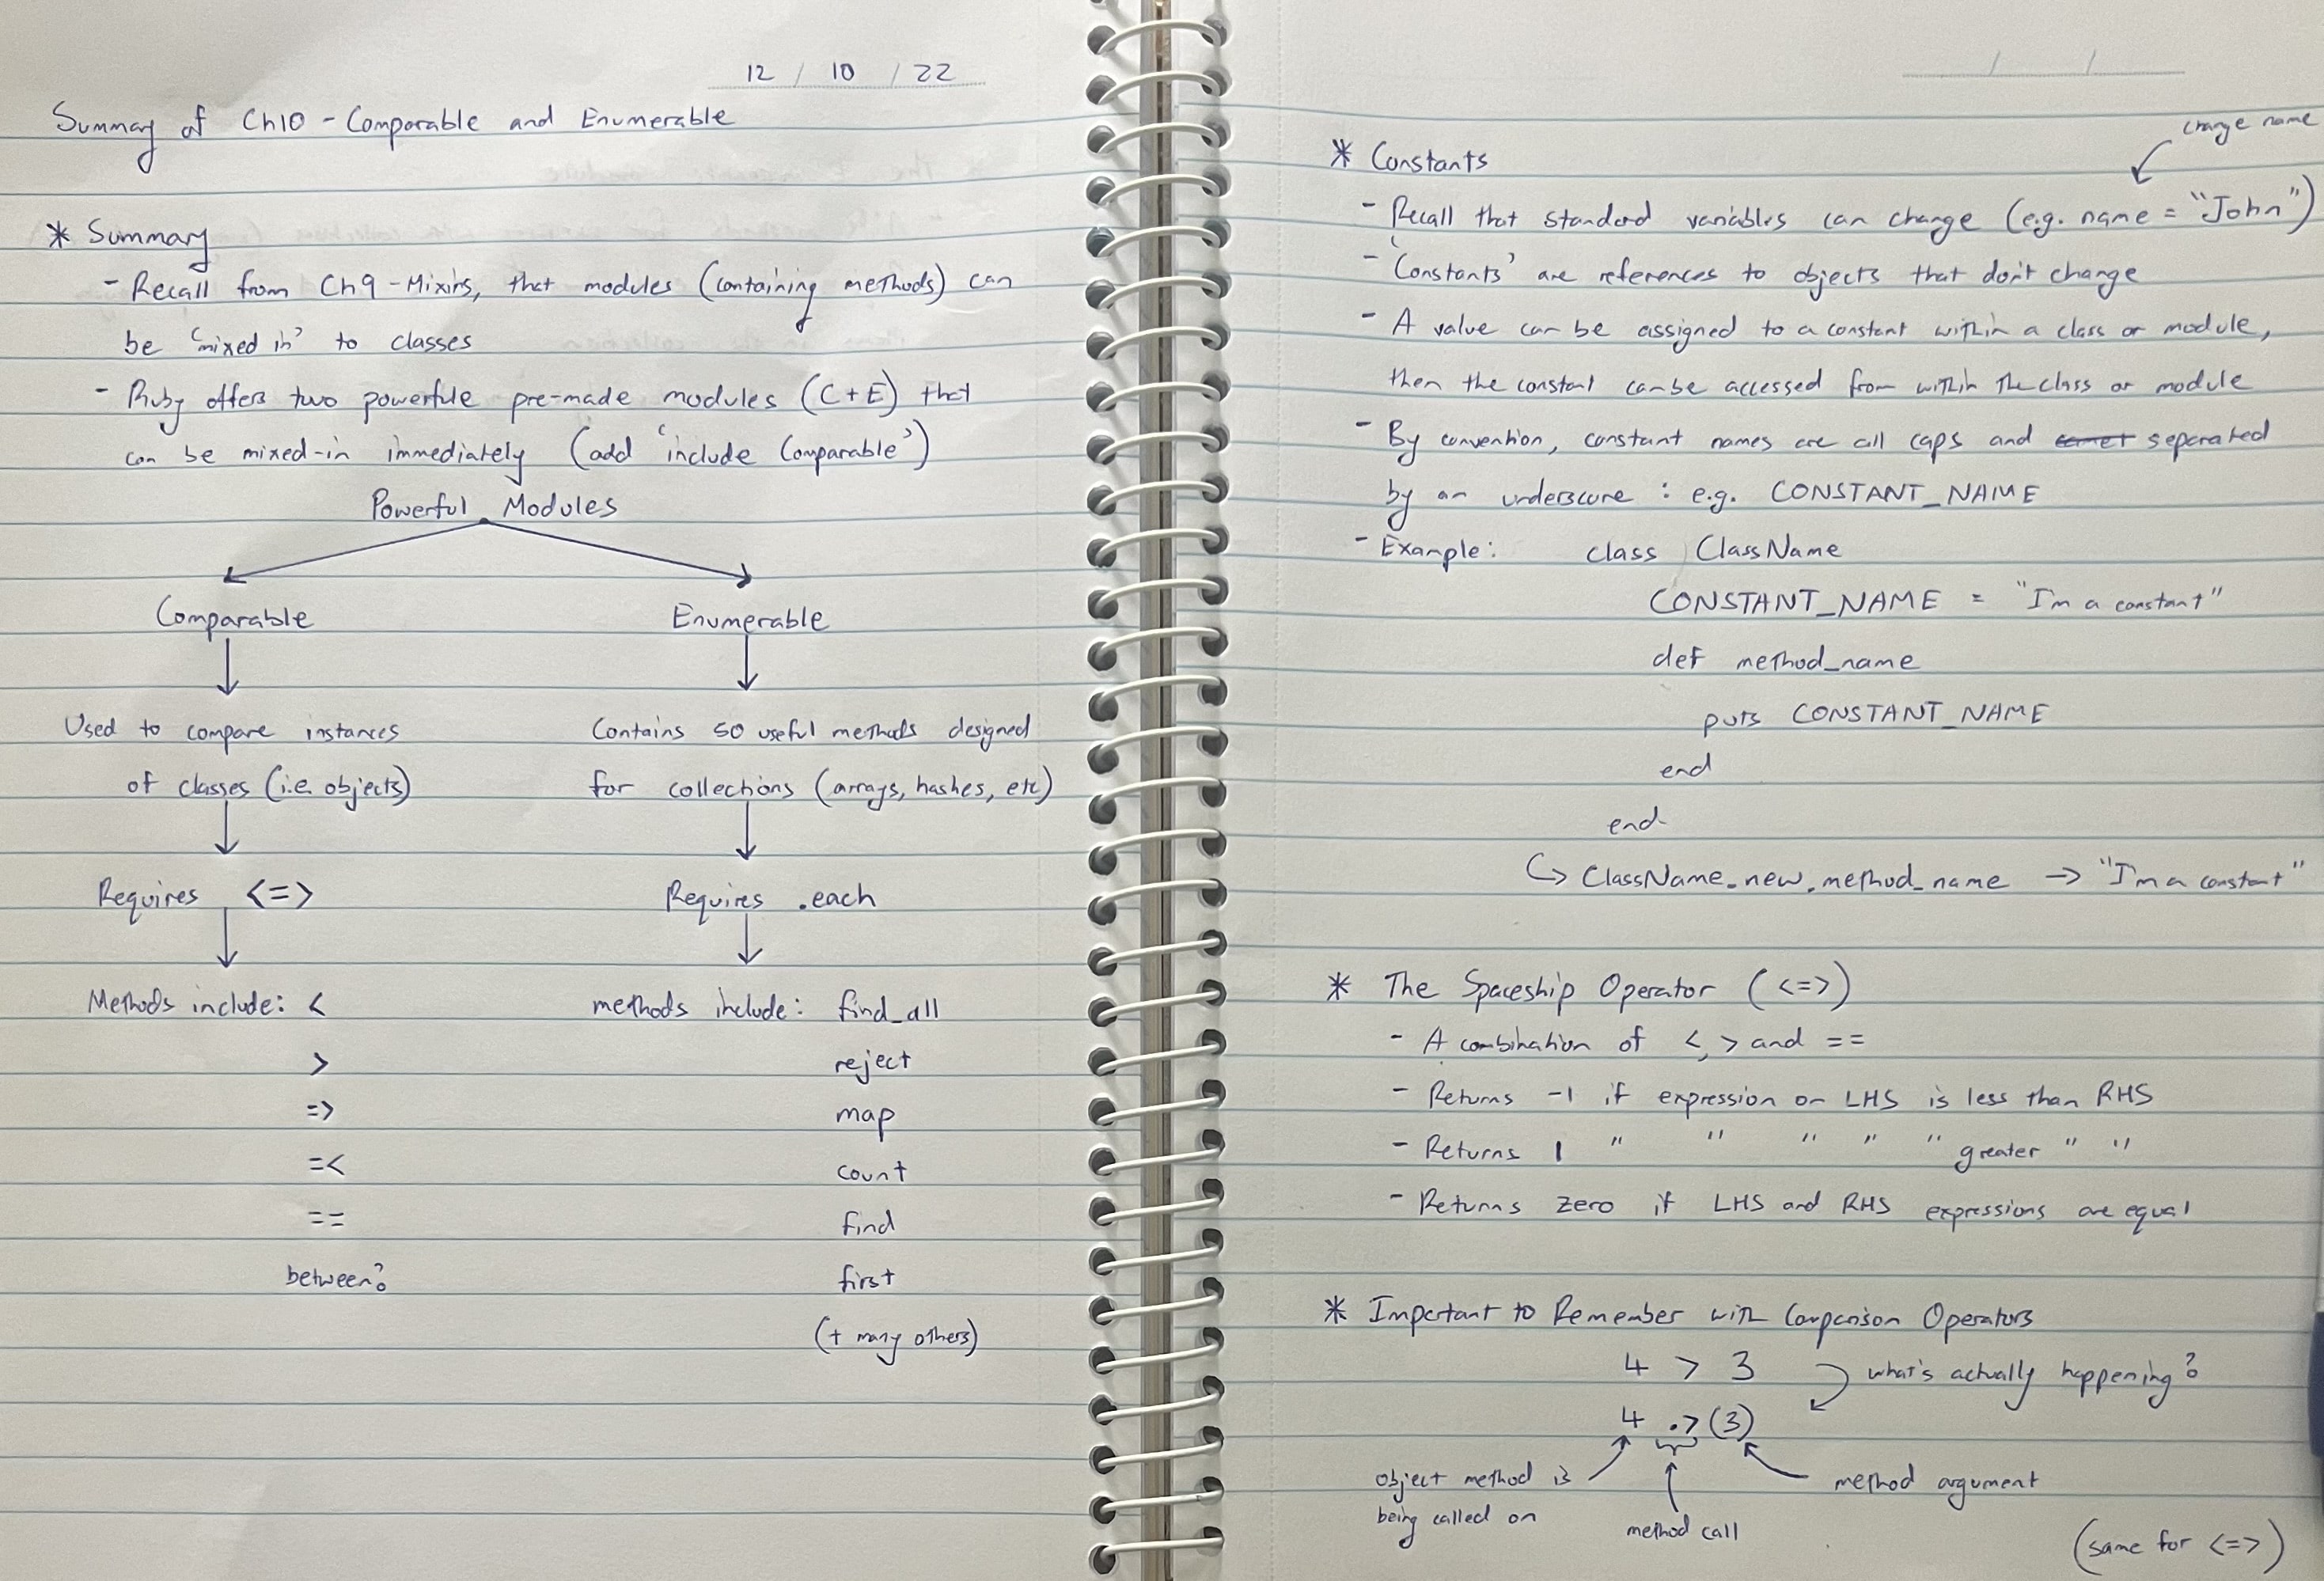 12 / 10 / 22
Summary of Ch10 - Comparable and Enumerable
* Summary
- Recall from Ch9 - Mixins, that modules (containing methods) can
be 'mixed in' to classes
- Ruby offers two powerfule pre-made modules (C+E) that
can be mixed-in immediately (add 'include Comparable')
Powerful Modules
Comparable
Enumerable
Used to compare instances
of classes (i.e. objects)
Contains 50 useful methods designed
for collections (arrays, hashes, etc)
Requires <=>
Requires .each
Methods include: <
>
=>
=<
==
between?
methods include: find_all
reject
map
count
find
first
(+ many others)
/ /
change name
* Constants
- Recall that standard variables can change (e.g. name = "John")
- 'Constants' are references to objects that don't change
- A value can be assigned to a constant within a class or module,
then the constant can be accessed from within the class or module
- By convention, constant names are all caps and separated
by an underscore : e.g. CONSTANT_NAME
- Example: class ClassName
CONSTANT_NAME = "I'm a constant"
def method_name
puts CONSTANT_NAME
end
end
↪ ClassName.new.method_name → "I'm a constant"
* The Spaceship Operator (<=>)
- A combination of <, > and ==
- Returns -1 if expression on LHS is less than RHS
- Returns 1 " " " " " greater " "
- Returns zero if LHS and RHS expressions are equal
* Important to Remember with Comparison Operators
4 > 3 what's actually happening?
4 .>(3)
object method is
being called on
method call
method argument
(same for <=>)